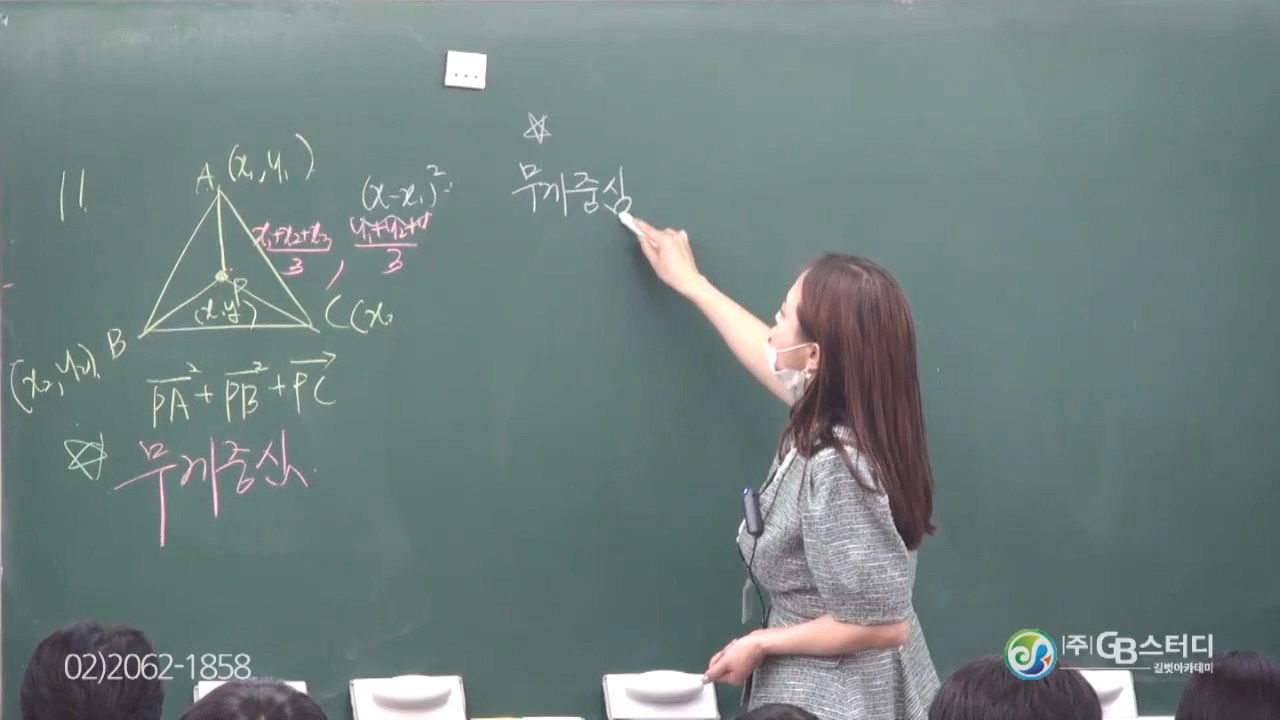 11.
A (x₁, y₁)
(x-x₁)²
x₁+x₂+x₃/3 , y₁+y₂+y/3
P
(x,y)
B
(x₂, y₂)
C (x
PA² + PB² + PC
☆ 무게중심
☆
무게중심
02)2062-1858
(주) GB스터디
길벗아카데미